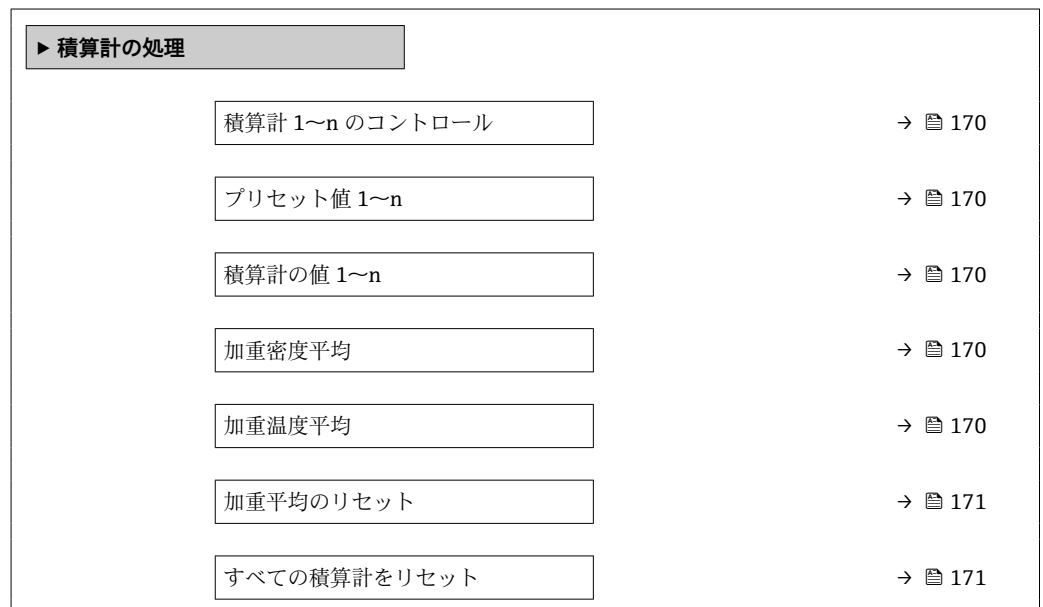 ▶ 積算計の処理
積算計 1～n のコントロール → 170
プリセット値 1～n → 170
積算計の値 1～n → 170
加重密度平均 → 170
加重温度平均 → 170
加重平均のリセット → 171
すべての積算計をリセット → 171